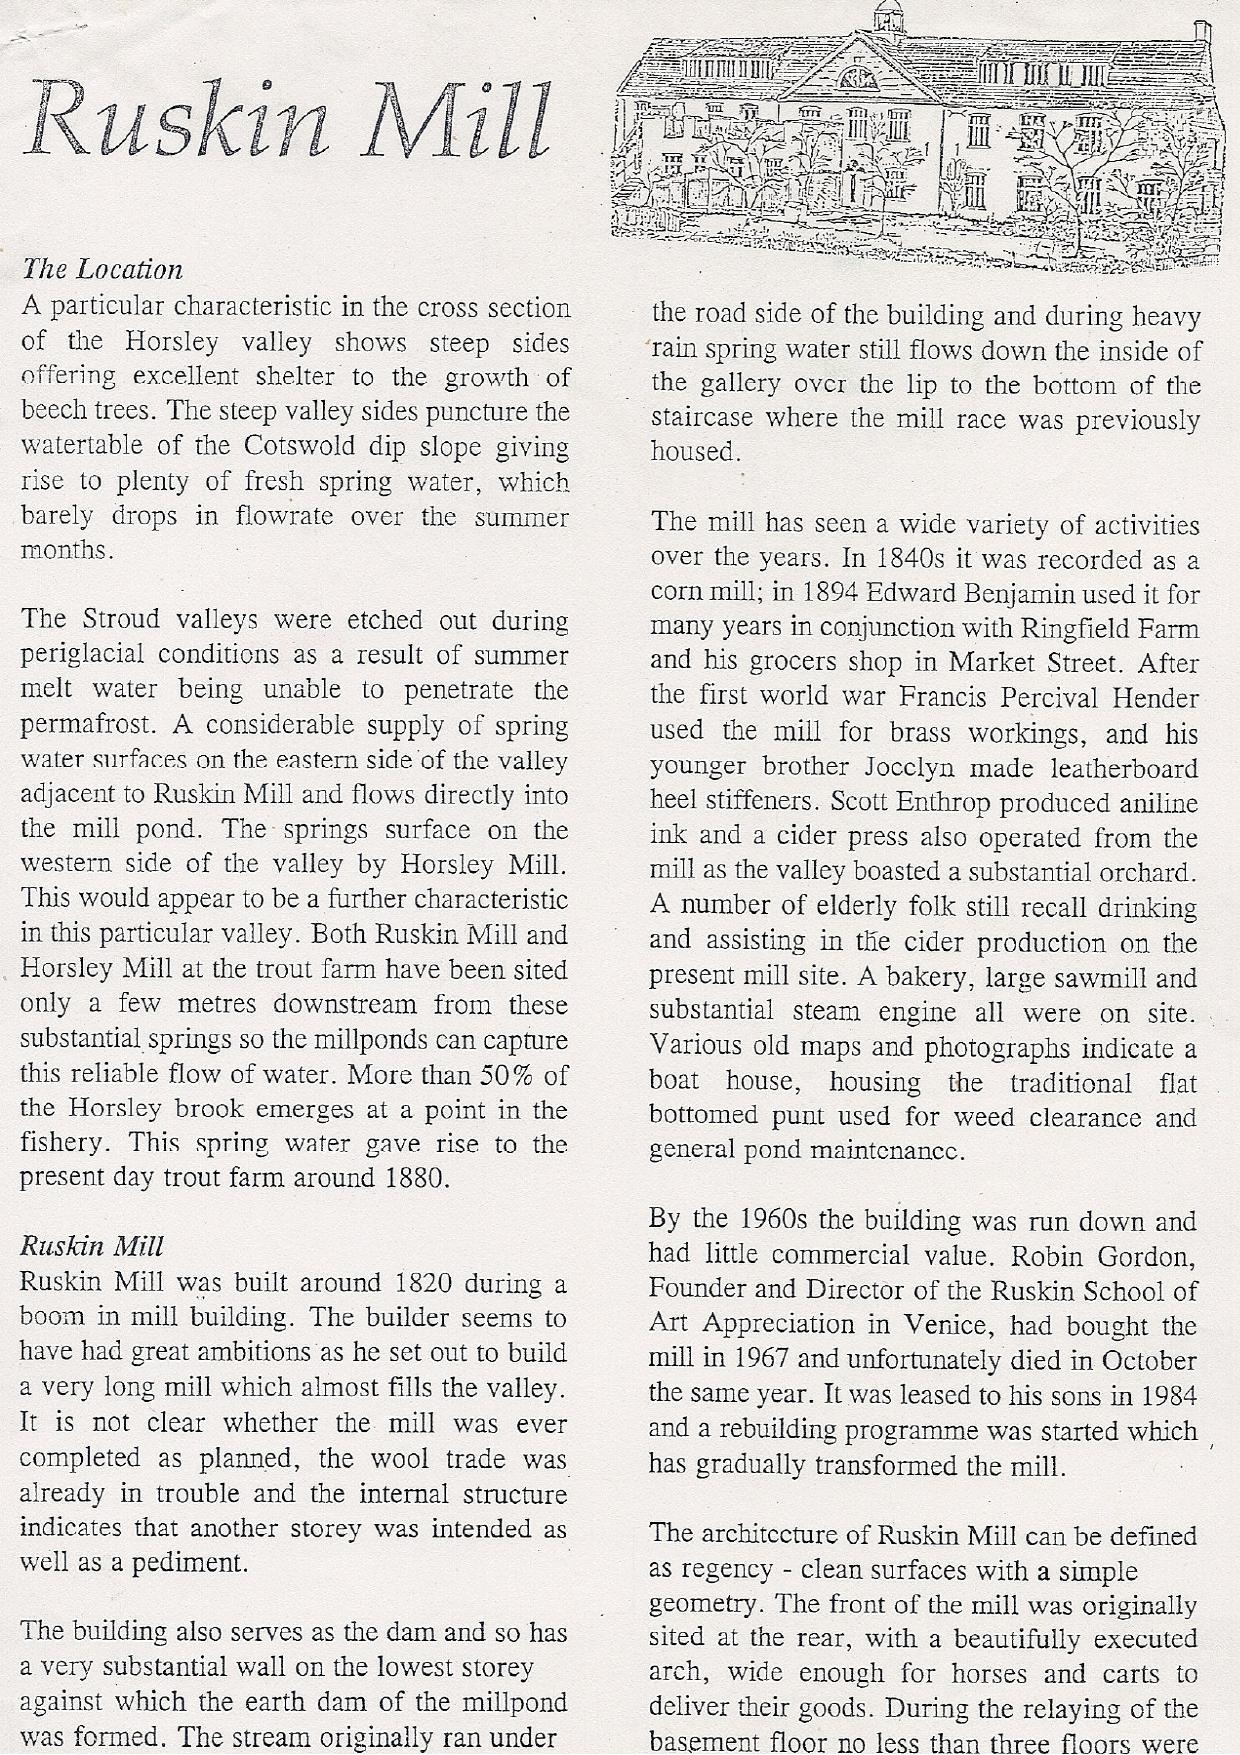 Ruskin Mill
The Location
A particular characteristic in the cross section
of the Horsley valley shows steep sides
offering excellent shelter to the growth of
beech trees. The steep valley sides puncture the
watertable of the Cotswold dip slope giving
rise to plenty of fresh spring water, which
barely drops in flowrate over the summer
months.
The Stroud valleys were etched out during
periglacial conditions as a result of summer
melt water being unable to penetrate the
permafrost. A considerable supply of spring
water surfaces on the eastern side of the valley
adjacent to Ruskin Mill and flows directly into
the mill pond. The springs surface on the
western side of the valley by Horsley Mill.
This would appear to be a further characteristic
in this particular valley. Both Ruskin Mill and
Horsley Mill at the trout farm have been sited
only a few metres downstream from these
substantial springs so the millponds can capture
this reliable flow of water. More than 50% of
the Horsley brook emerges at a point in the
fishery. This spring water gave rise to the
present day trout farm around 1880.
Ruskin Mill
Ruskin Mill was built around 1820 during a
boom in mill building. The builder seems to
have had great ambitions as he set out to build
a very long mill which almost fills the valley.
It is not clear whether the mill was ever
completed as planned, the wool trade was
already in trouble and the internal structure
indicates that another storey was intended as
well as a pediment.
The building also serves as the dam and so has
a very substantial wall on the lowest storey
against which the earth dam of the millpond
was formed. The stream originally ran under
the road side of the building and during heavy
rain spring water still flows down the inside of
the gallery over the lip to the bottom of the
staircase where the mill race was previously
housed.
The mill has seen a wide variety of activities
over the years. In 1840s it was recorded as a
corn mill; in 1894 Edward Benjamin used it for
many years in conjunction with Ringfield Farm
and his grocers shop in Market Street. After
the first world war Francis Percival Hender
used the mill for brass workings, and his
younger brother Jocelyn made leatherboard
heel stiffeners. Scott Enthrop produced aniline
ink and a cider press also operated from the
mill as the valley boasted a substantial orchard.
A number of elderly folk still recall drinking
and assisting in the cider production on the
present mill site. A bakery, large sawmill and
substantial steam engine all were on site.
Various old maps and photographs indicate a
boat house, housing the traditional flat
bottomed punt used for weed clearance and
general pond maintenance.
By the 1960s the building was run down and
had little commercial value. Robin Gordon,
Founder and Director of the Ruskin School of
Art Appreciation in Venice, had bought the
mill in 1967 and unfortunately died in October
the same year. It was leased to his sons in 1984
and a rebuilding programme was started which
has gradually transformed the mill.
The architecture of Ruskin Mill can be defined
as regency - clean surfaces with a simple
geometry. The front of the mill was originally
sited at the rear, with a beautifully executed
arch, wide enough for horses and carts to
deliver their goods. During the relaying of the
basement floor no less than three floors were